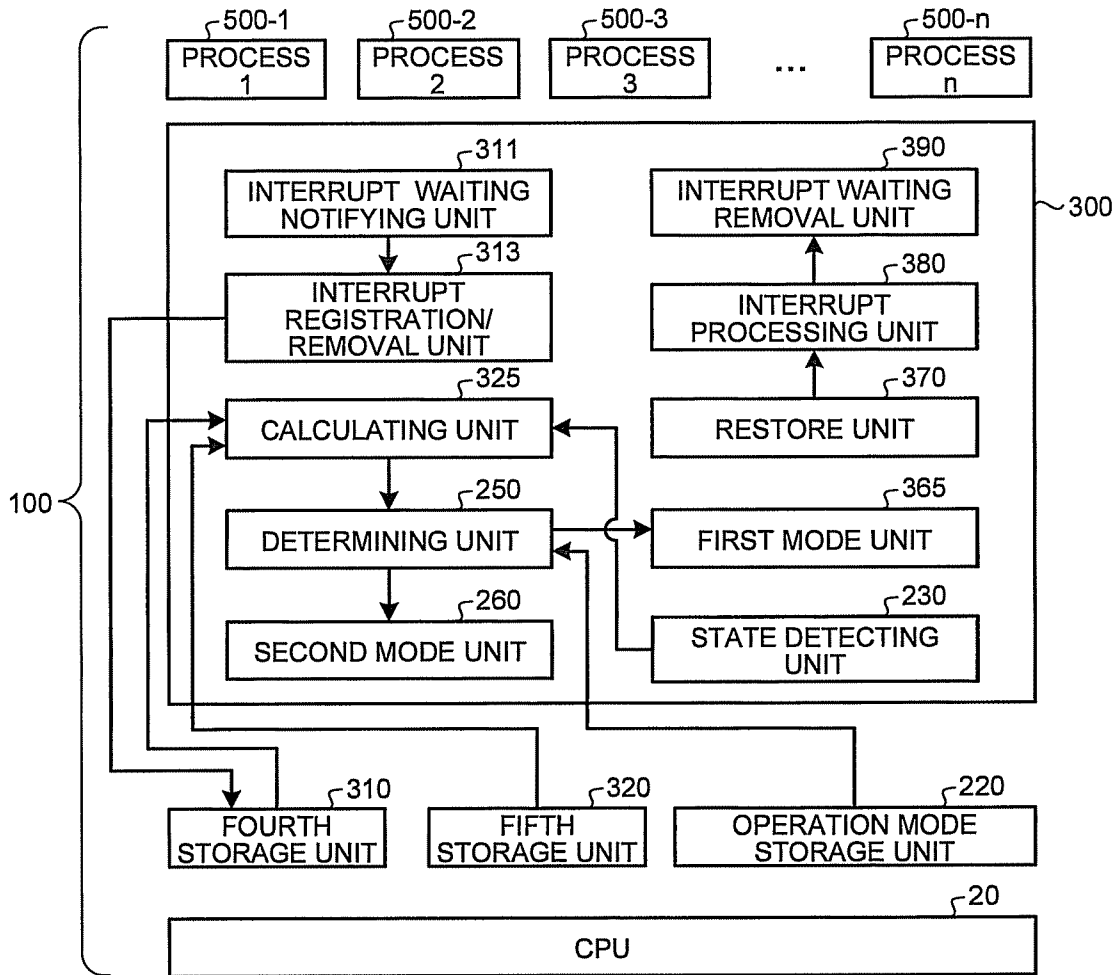 500-1
PROCESS
1
500-2
PROCESS
2
500-3
PROCESS
3
...
500-n
PROCESS
n
100
300
311
INTERRUPT WAITING
NOTIFYING UNIT
390
INTERRUPT WAITING
REMOVAL UNIT
313
INTERRUPT
REGISTRATION/
REMOVAL UNIT
380
INTERRUPT
PROCESSING UNIT
325
CALCULATING UNIT
370
RESTORE UNIT
250
DETERMINING UNIT
365
FIRST MODE UNIT
260
SECOND MODE UNIT
230
STATE DETECTING
UNIT
310
FOURTH
STORAGE UNIT
320
FIFTH
STORAGE UNIT
220
OPERATION MODE
STORAGE UNIT
20
CPU